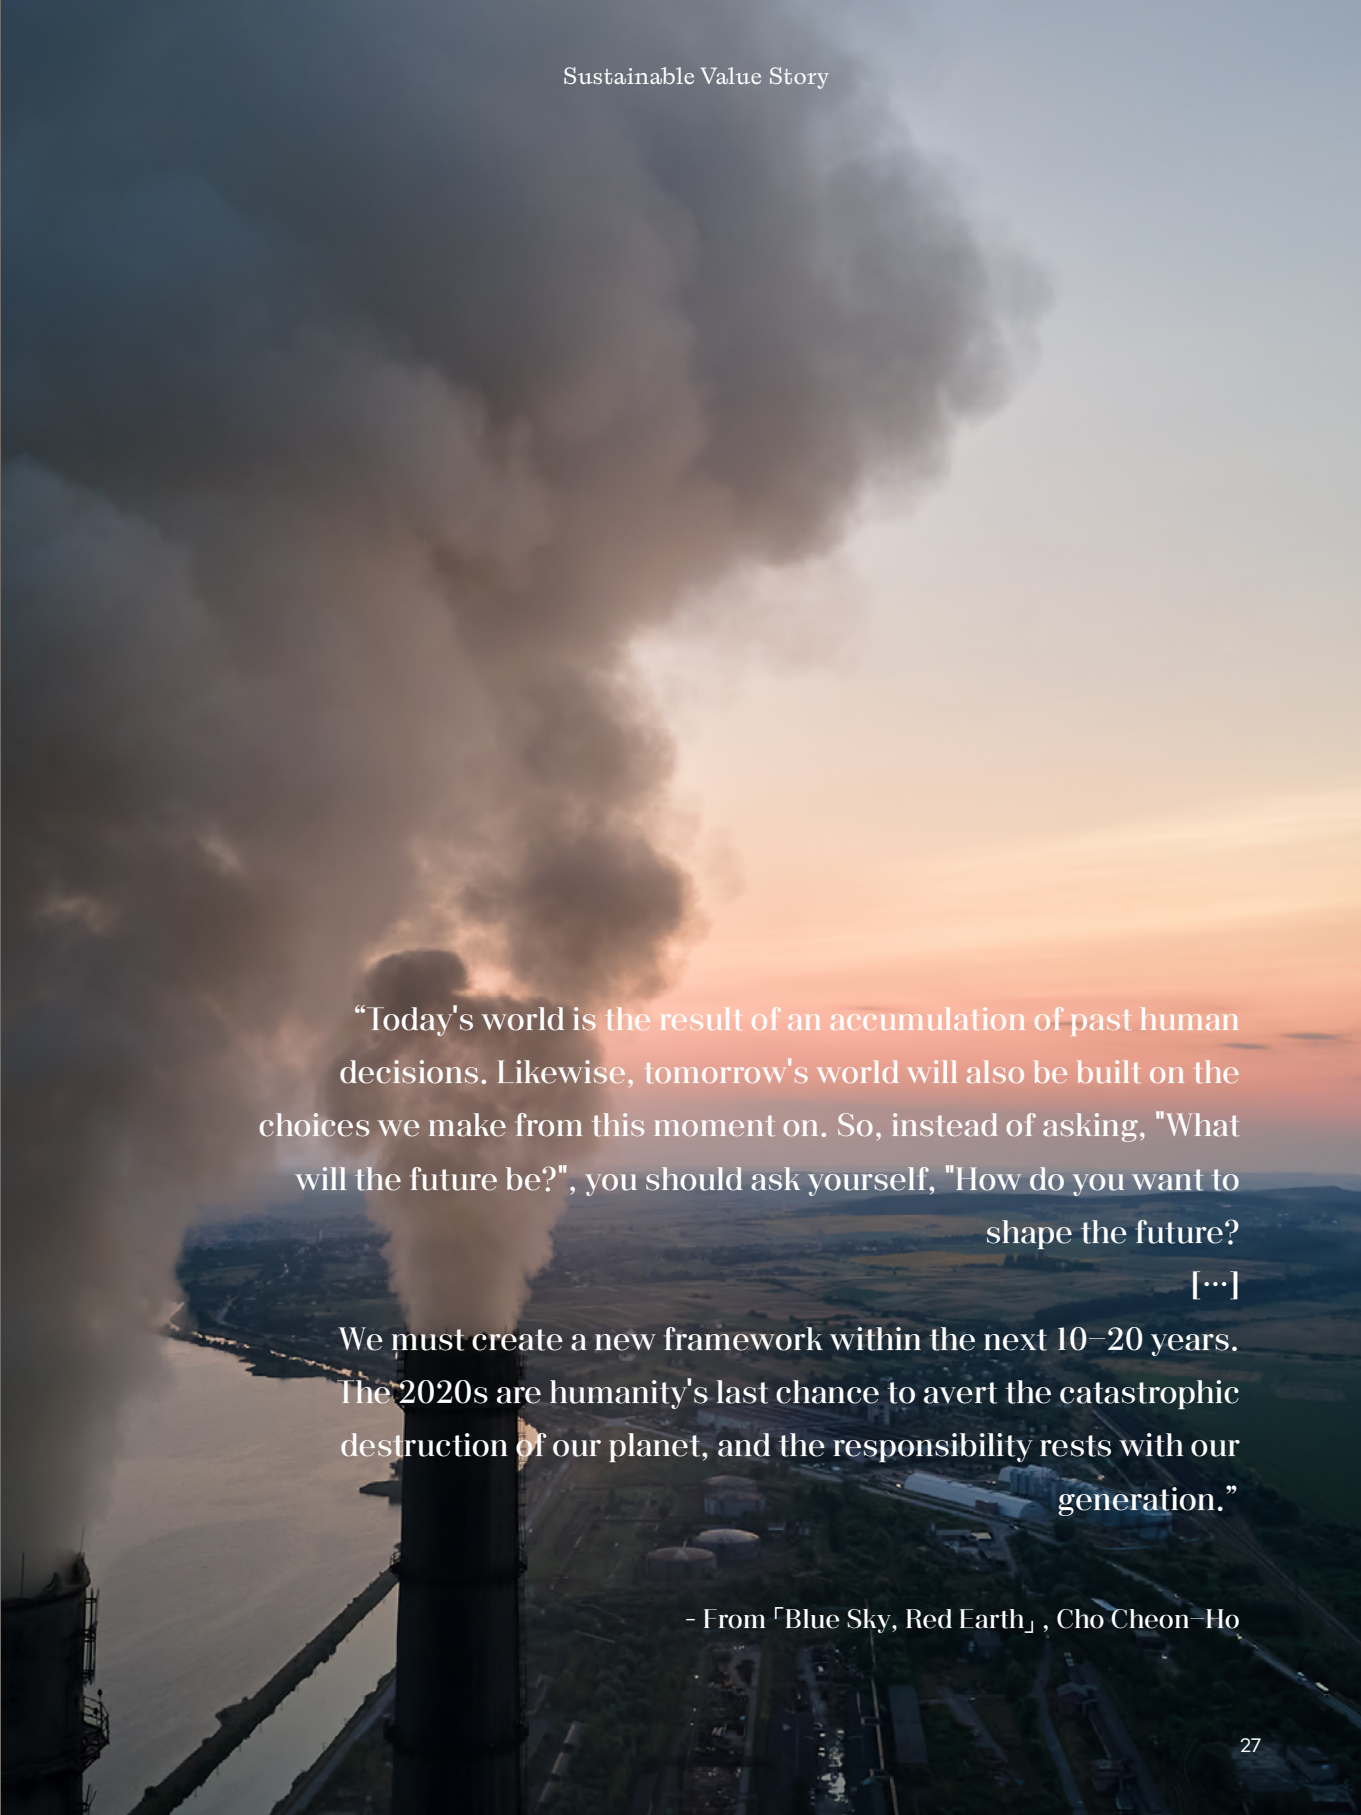 Sustainable Value Story
“Today's world is the result of an accumulation of past human
decisions. Likewise, tomorrow's world will also be built on the
choices we make from this moment on. So, instead of asking, "What
will the future be?", you should ask yourself, "How do you want to
shape the future?
[···]
We must create a new framework within the next 10–20 years.
The 2020s are humanity's last chance to avert the catastrophic
destruction of our planet, and the responsibility rests with our
generation.”
- From「Blue Sky, Red Earth」, Cho Cheon–Ho
27